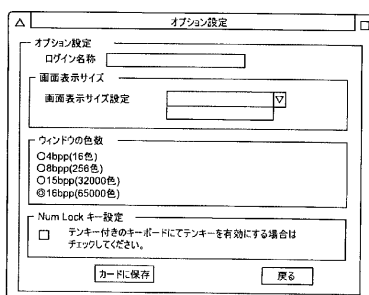 オプション設定
オプション設定
ログイン名称
画面表示サイズ
画面表示サイズ設定
ウィンドウの色数
4bpp(16色)
8bpp(256色)
15bpp(32000色)
16bpp(65000色)
Num Lock キー設定
テンキー付きのキーボードにてテンキーを有効にする場合は
チェックしてください。
カードに保存
戻る